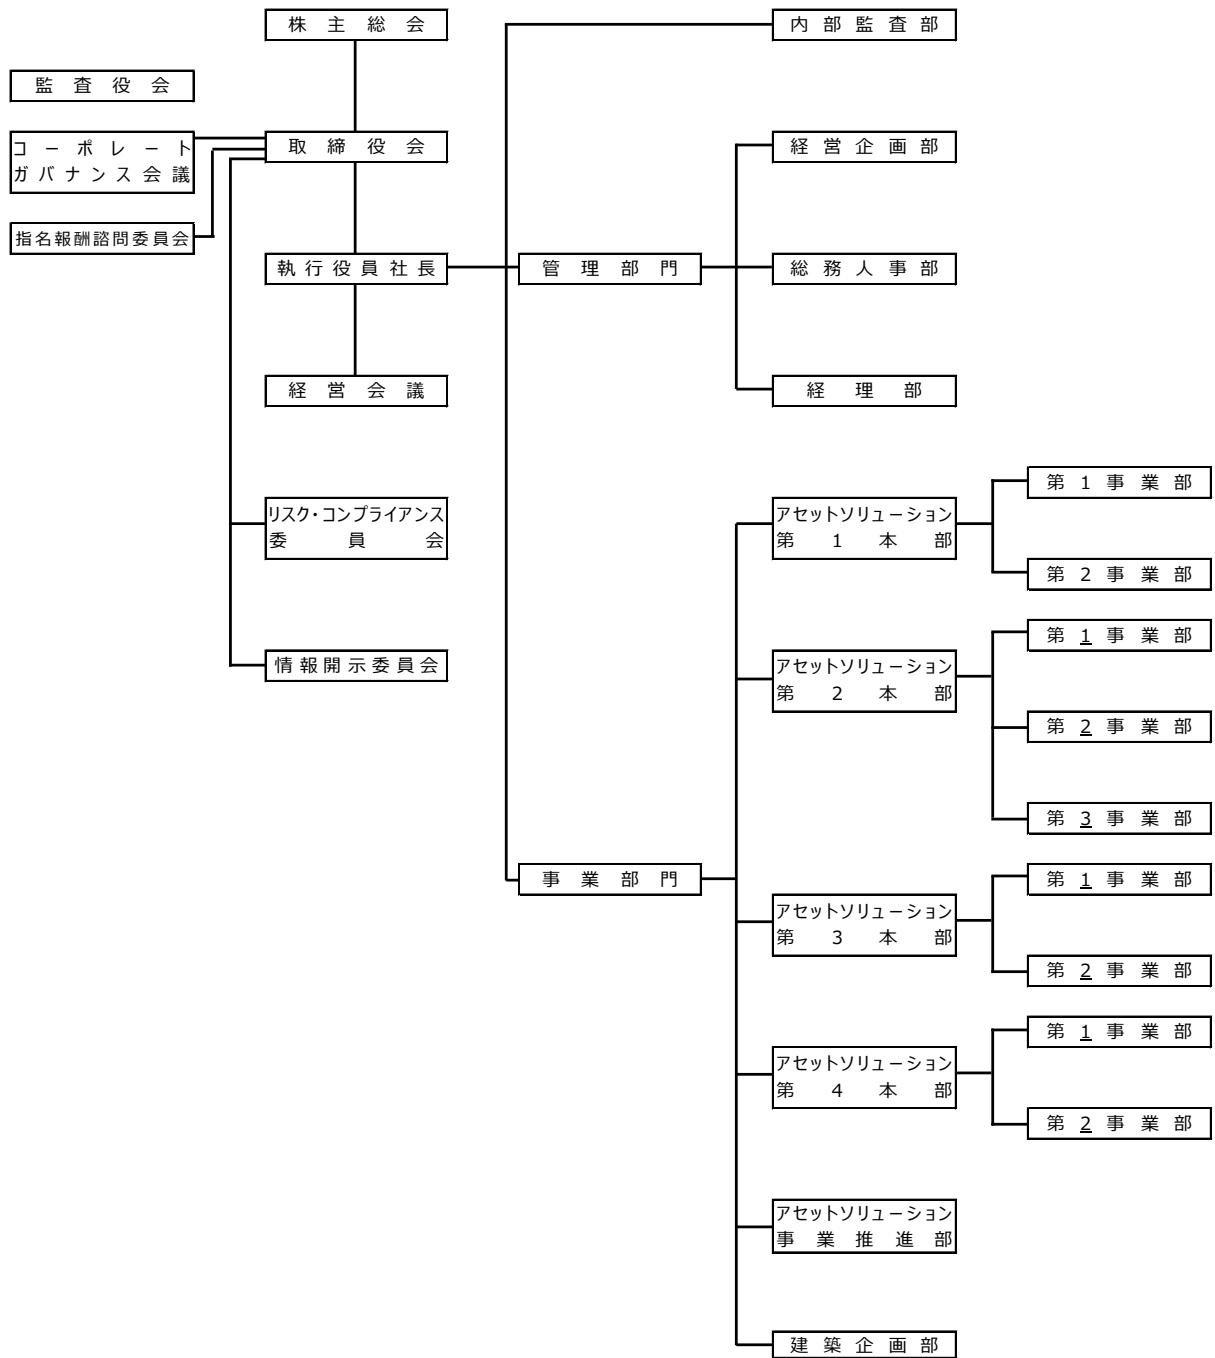 株主総会
内部監査部
監査役会
コーポレート
ガバナンス会議
取締役会
経営企画部
指名報酬諮問委員会
執行役員社長
管理部門
総務人事部
経営会議
経理部
リスク・コンプライアンス
委員会
アセットソリューション
第1本部
第1事業部
第2事業部
情報開示委員会
アセットソリューション
第2本部
第1事業部
第2事業部
第3事業部
事業部門
アセットソリューション
第3本部
第1事業部
第2事業部
アセットソリューション
第4本部
第1事業部
第2事業部
アセットソリューション
事業推進部
建築企画部